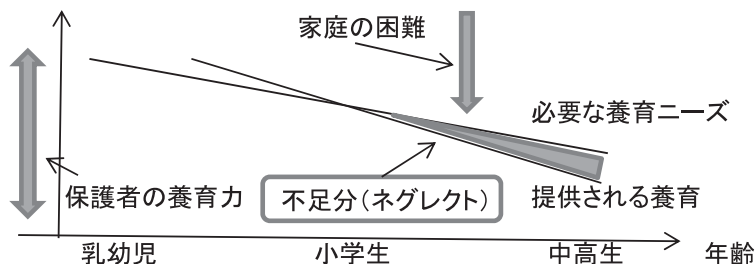 家庭の困難
必要な養育ニーズ
保護者の養育力
不足分(ネグレクト)
提供される養育
乳幼児
小学生
中高生
年齢